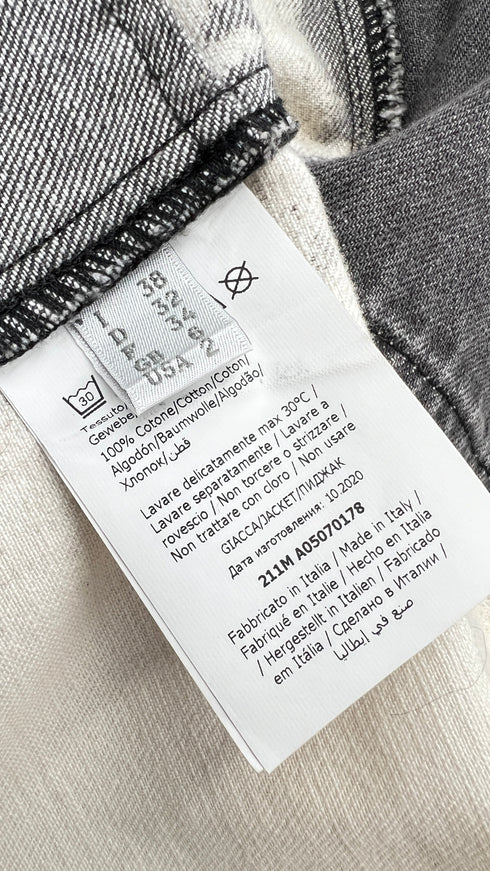 I 38
D 32
F 34
GB 6
USA 2
30
Tessuto/
Gewebe/
100% Cotone/Cotton/Coton/
Algodón/Baumwolle/Algodão/
Хлопок/قطن
Lavare delicatamente max 30°C /
Lavare separatamente / Lavare a
rovescio / Non torcere o strizzare /
Non trattare con cloro / Non usare
GIACCA/JACKET/ПИДЖАК
Дата изготовления: 10.2020
211M A05070178
Fabbricato in Italia / Made in Italy /
Fabriqué en Italie / Hecho en Italia
/ Hergestellt in Italien / Fabricado
em Itália / Сделано в Италии /
صنع في إيطاليا